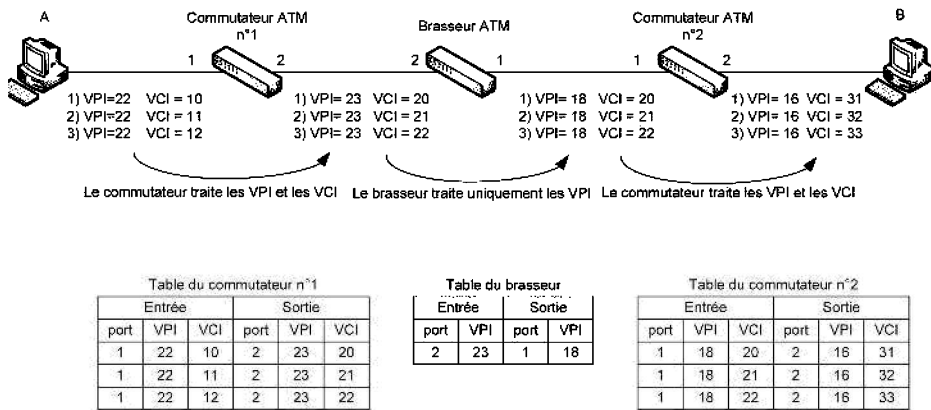 A
Commutateur ATM
n°1
Brasseur ATM
Commutateur ATM
n°2
B
1 2 2 1 1 2
1) VPI=22 VCI = 10
2) VPI=22 VCI = 11
3) VPI=22 VCI = 12
1) VPI= 23 VCI = 20
2) VPI= 23 VCI = 21
3) VPI= 23 VCI = 22
1) VPI= 18 VCI = 20
2) VPI= 18 VCI = 21
3) VPI= 18 VCI = 22
1) VPI= 16 VCI = 31
2) VPI= 16 VCI = 32
3) VPI= 16 VCI = 33
Le commutateur traite les VPI et les VCI
Le brasseur traite uniquement les VPI
Le commutateur traite les VPI et les VCI
Table du commutateur n°1
Entrée Sortie
port VPI VCI port VPI VCI
1 22 10 2 23 20
1 22 11 2 23 21
1 22 12 2 23 22
Table du brasseur
Entrée Sortie
port VPI port VPI
2 23 1 18
Table du commutateur n°2
Entrée Sortie
port VPI VCI port VPI VCI
1 18 20 2 16 31
1 18 21 2 16 32
1 18 22 2 16 33